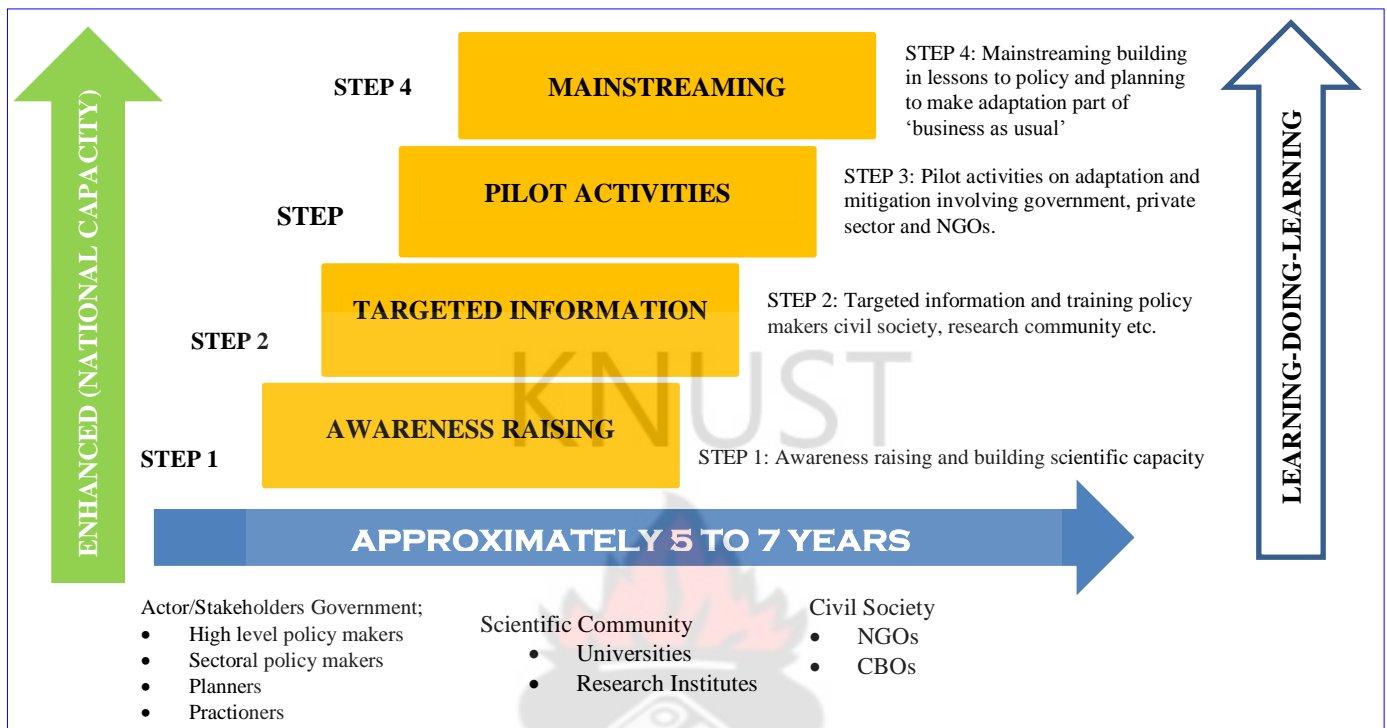 ENHANCED (NATIONAL CAPACITY)
STEP 4
MAINSTREAMING
STEP 4: Mainstreaming building
in lessons to policy and planning
to make adaptation part of
‘business as usual’
STEP
PILOT ACTIVITIES
STEP 3: Pilot activities on adaptation and
mitigation involving government, private
sector and NGOs.
STEP 2
TARGETED INFORMATION
STEP 2: Targeted information and training policy
makers civil society, research community etc.
KNUST
STEP 1
AWARENESS RAISING
STEP 1: Awareness raising and building scientific capacity
LEARNING-DOING-LEARNING
APPROXIMATELY 5 TO 7 YEARS
Actor/Stakeholders Government;
• High level policy makers
• Sectoral policy makers
• Planners
• Practioners
Scientific Community
• Universities
• Research Institutes
Civil Society
• NGOs
• CBOs